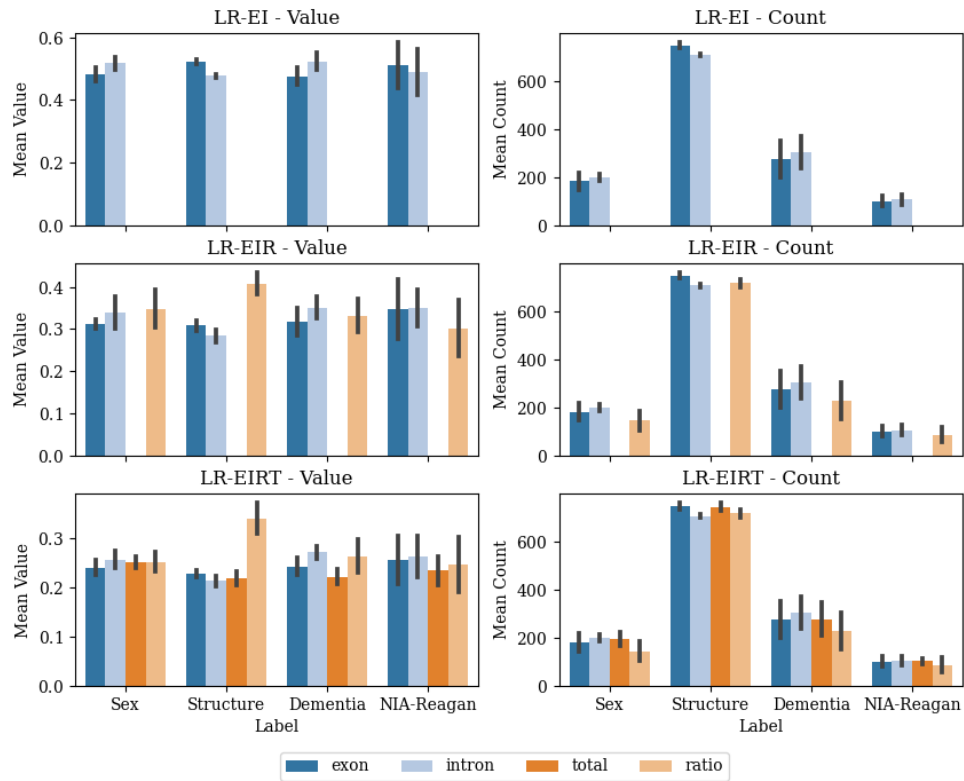 LR-EI - Value
LR-EI - Count
Mean Value
0.6
0.4
0.2
0.0
Mean Count
600
400
200
0
LR-EIR - Value
LR-EIR - Count
Mean Value
0.4
0.3
0.2
0.1
0.0
Mean Count
600
400
200
0
LR-EIRT - Value
LR-EIRT - Count
Mean Value
0.3
0.2
0.1
0.0
Mean Count
600
400
200
0
Sex Structure Dementia NIA-Reagan
Label
Sex Structure Dementia NIA-Reagan
Label
exon intron total ratio